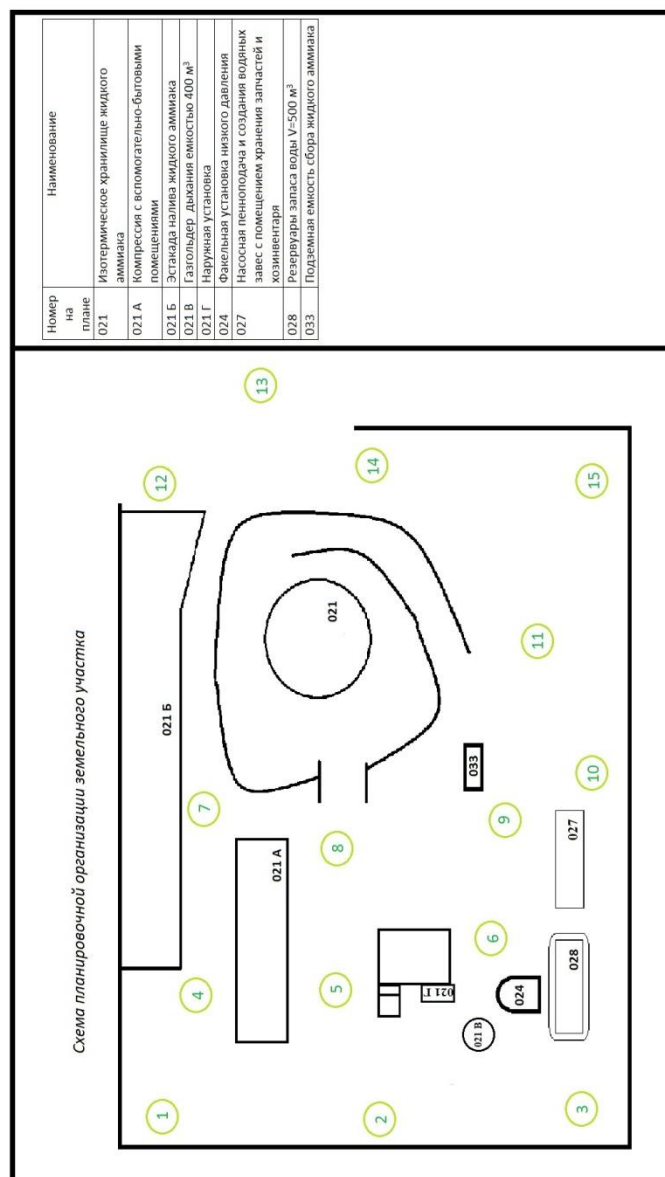 Схема планировочной организации земельного участка
1
4
7
12
2
5
8
13
3
6
9
14
10
11
15
021 Б
021 А
021
021 Г
021 В
024
028
027
033
Номер
на
плане
Наименование
021
Изотермическое хранилище жидкого
аммиака
021 А
Компрессия с вспомогательно-бытовыми
помещениями
021 Б
Эстакада налива жидкого аммиака
021 В
Газгольдер дыхания емкостью 400 м³
021 Г
Наружная установка
024
Факельная установка низкого давления
027
Насосная пенноподача и создания водяных
завес с помещением хранения запчастей и
хозинвентаря
028
Резервуары запаса воды V=500 м³
033
Подземная емкость сбора жидкого аммиака